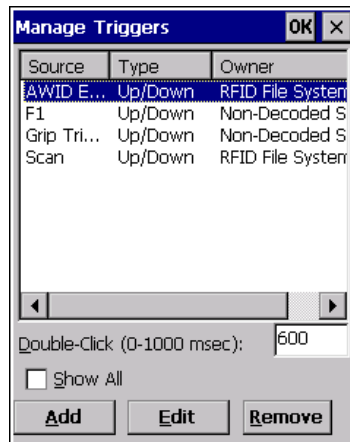 Manage Triggers OK ×
Source Type Owner
AWID E... Up/Down RFID File System
F1 Up/Down Non-Decoded S
Grip Tri... Up/Down Non-Decoded S
Scan Up/Down RFID File System
Double-Click (0-1000 msec): 600
Show All
Add Edit Remove